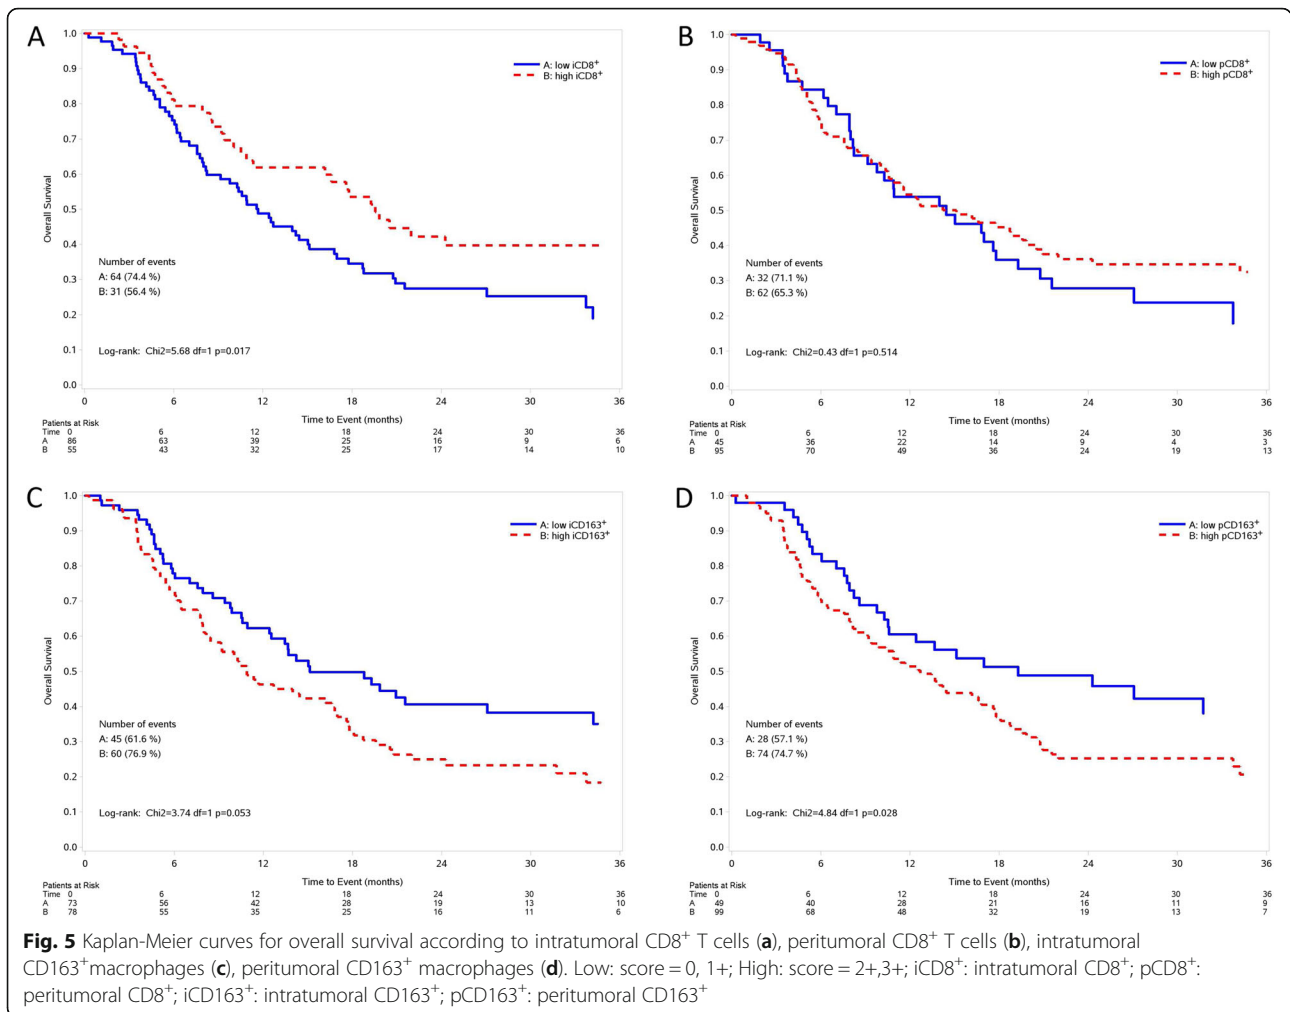 A
A: low iCD8+
B: high iCD8+
Overall Survival
1.0
0.9
0.8
0.7
0.6
0.5
0.4
0.3
0.2
0.1
0.0
Number of events
A: 64 (74.4 %)
B: 31 (56.4 %)
Log-rank: Chi2=5.68 df=1 p=0.017
0 6 12 18 24 30 36
Time to Event (months)
Patients at Risk
Time 0 6 12 18 24 30 36
A 86 63 39 25 16 9 6
B 55 43 32 25 17 14 10
B
A: low pCD8+
B: high pCD8+
Overall Survival
1.0
0.9
0.8
0.7
0.6
0.5
0.4
0.3
0.2
0.1
0.0
Number of events
A: 32 (71.1 %)
B: 62 (65.3 %)
Log-rank: Chi2=0.43 df=1 p=0.514
0 6 12 18 24 30 36
Time to Event (months)
Patients at Risk
Time 0 6 12 18 24 30 36
A 45 36 22 14 9 4 3
B 95 70 49 36 24 19 13
C
A: low iCD163+
B: high iCD163+
Overall Survival
1.0
0.9
0.8
0.7
0.6
0.5
0.4
0.3
0.2
0.1
0.0
Number of events
A: 45 (61.6 %)
B: 60 (76.9 %)
Log-rank: Chi2=3.74 df=1 p=0.053
0 6 12 18 24 30 36
Time to Event (months)
Patients at Risk
Time 0 6 12 18 24 30 36
A 73 56 42 28 19 13 10
B 78 55 35 25 16 11 6
D
A: low pCD163+
B: high pCD163+
Overall Survival
1.0
0.9
0.8
0.7
0.6
0.5
0.4
0.3
0.2
0.1
0.0
Number of events
A: 28 (57.1 %)
B: 74 (74.7 %)
Log-rank: Chi2=4.84 df=1 p=0.028
0 6 12 18 24 30 36
Time to Event (months)
Patients at Risk
Time 0 6 12 18 24 30 36
A 49 40 28 21 16 11 9
B 99 68 48 32 19 13 7
Fig. 5 Kaplan-Meier curves for overall survival according to intratumoral CD8+ T cells (a), peritumoral CD8+ T cells (b), intratumoral
CD163+macrophages (c), peritumoral CD163+ macrophages (d). Low: score = 0, 1+; High: score = 2+,3+; iCD8+: intratumoral CD8+; pCD8+:
peritumoral CD8+; iCD163+: intratumoral CD163+; pCD163+: peritumoral CD163+